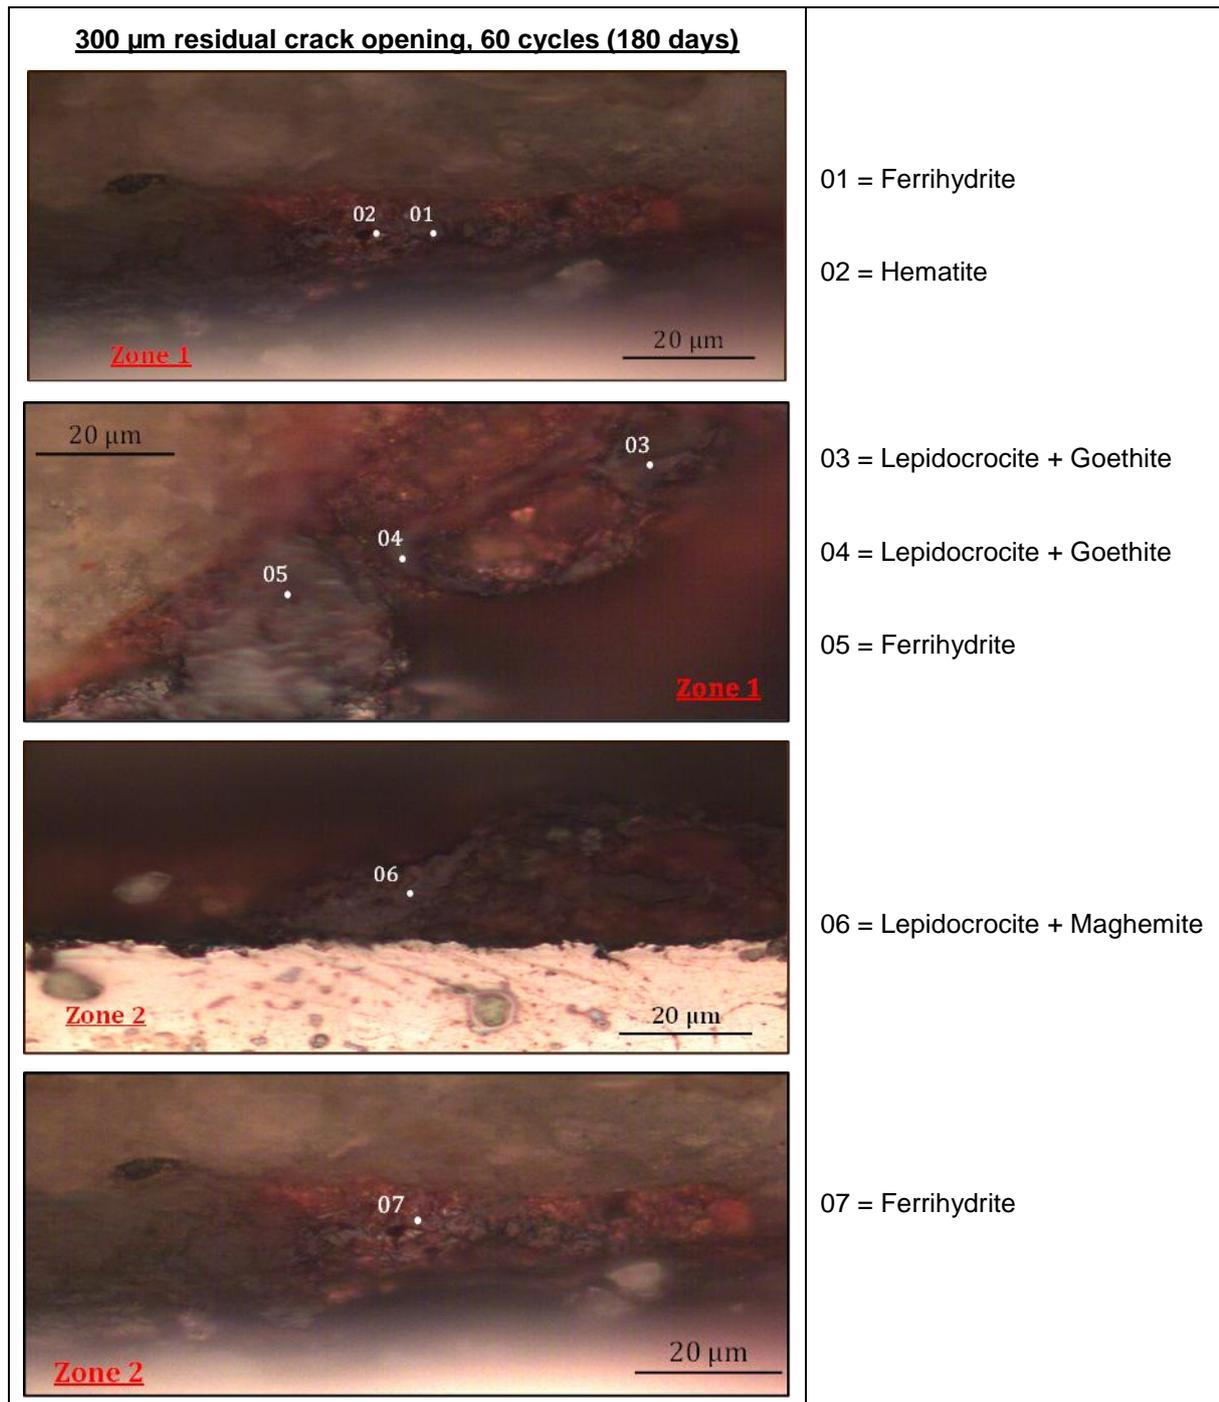 300 µm residual crack opening, 60 cycles (180 days)
02 01
Zone 1
20 µm
01 = Ferrihydrite
02 = Hematite
20 µm
03
04
05
Zone 1
03 = Lepidocrocite + Goethite
04 = Lepidocrocite + Goethite
05 = Ferrihydrite
06
Zone 2
20 µm
06 = Lepidocrocite + Maghemite
07
Zone 2
20 µm
07 = Ferrihydrite